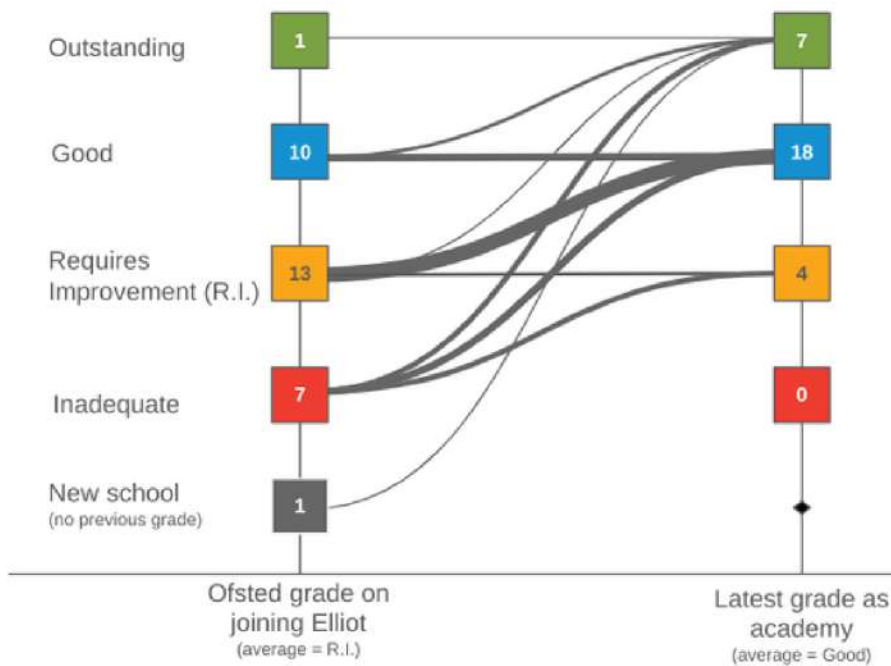 Outstanding
1
7
Good
10
18
Requires
Improvement (R.I.)
13
4
Inadequate
7
0
New school
(no previous grade)
1
Ofsted grade on
joining Elliot
(average = R.I.)
Latest grade as
academy
(average = Good)